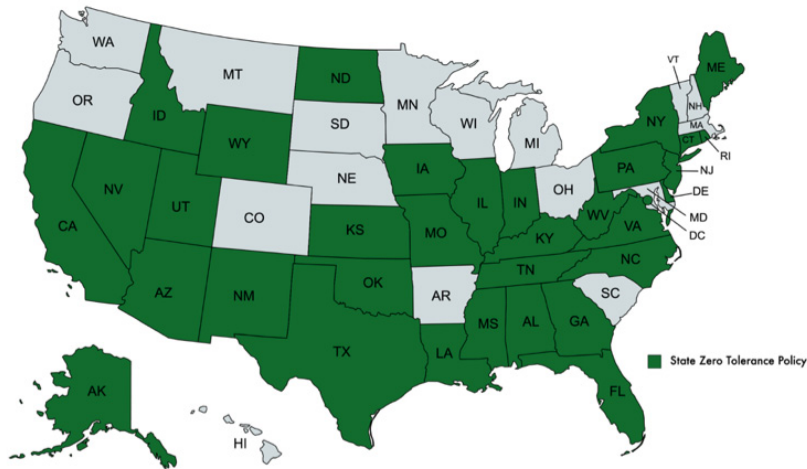 WA
MT
ND
MN
VT
ME
OR
ID
SD
WI
MI
NH
NY
MA
CT
RI
WY
NE
IA
PA
NJ
NV
UT
CO
IL
IN
OH
DE
WV
MD
VA
DC
CA
KS
MO
KY
AZ
NM
OK
AR
TN
NC
SC
TX
LA
MS
AL
GA
State Zero Tolerance Policy
AK
FL
HI